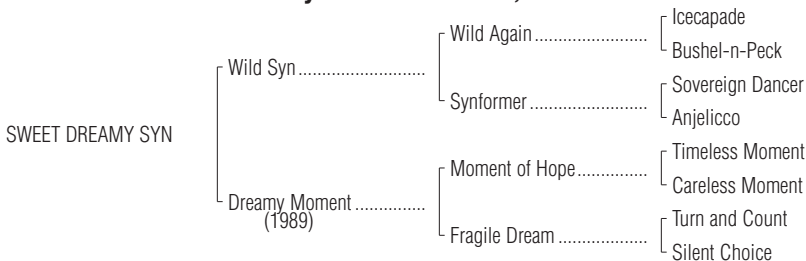 Icecapade
Wild Again
Bushel-n-Peck
Wild Syn
Sovereign Dancer
Synformer
Anjelicco
SWEET DREAMY SYN
Timeless Moment
Moment of Hope
Careless Moment
Dreamy Moment
(1989)
Turn and Count
Fragile Dream
Silent Choice